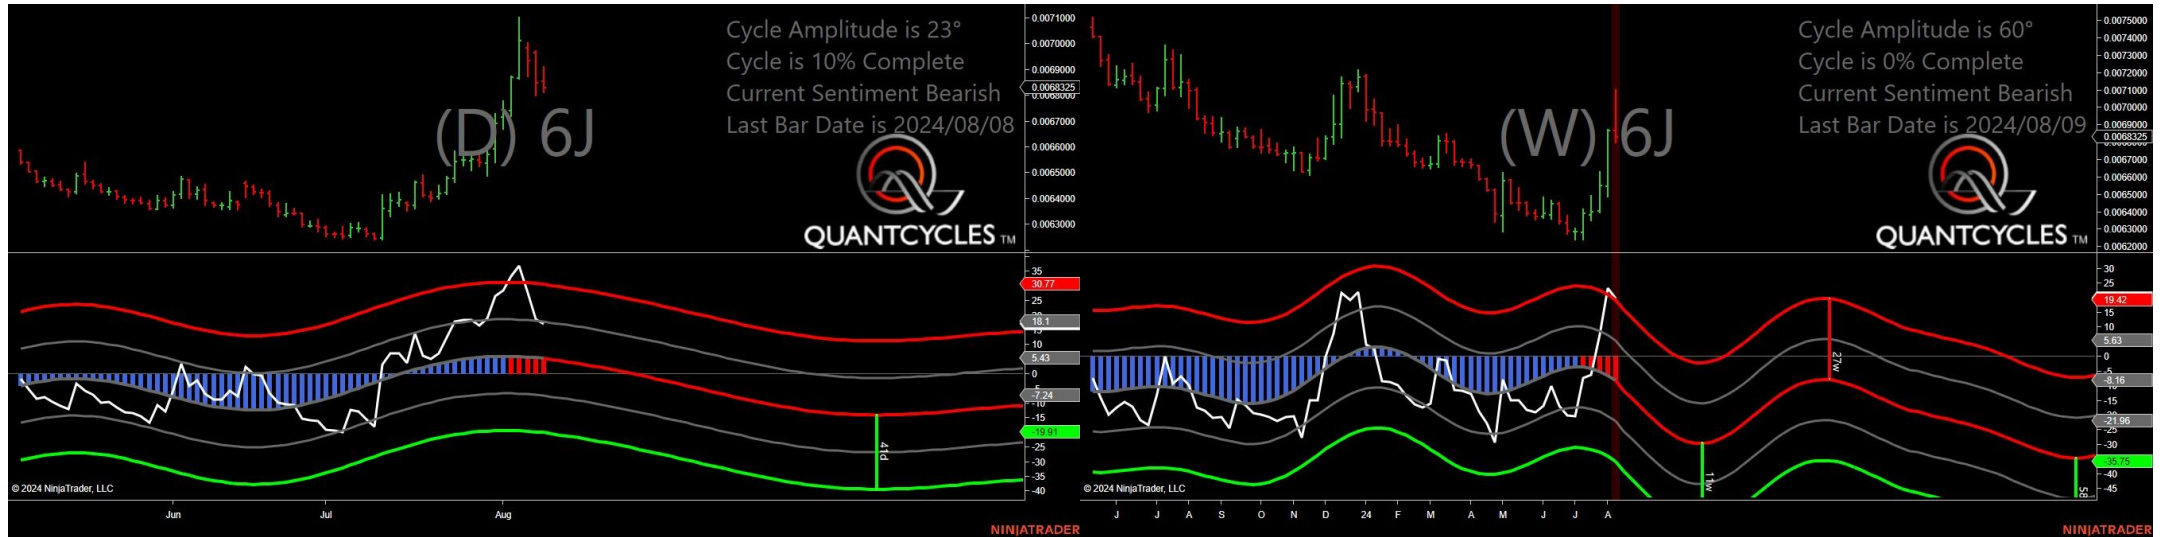 Cycle Amplitude is 23°
Cycle is 10% Complete
Current Sentiment Bearish
Last Bar Date is 2024/08/08
(D) 6J
QUANTCYCLES TM
0.0071000
0.0070000
0.0069000
0.0068325
0.0068000
0.0067000
0.0066000
0.0065000
0.0064000
0.0063000
35
30.77
25
18.1
15
10
5.43
0
-5
-7.24
-10
-15
-19.91
-25
-30
-35
-40
41d
© 2024 NinjaTrader, LLC
Jun Jul Aug
NINJATRADER
Cycle Amplitude is 60°
Cycle is 0% Complete
Current Sentiment Bearish
Last Bar Date is 2024/08/09
(W) 6J
QUANTCYCLES TM
0.0075000
0.0074000
0.0073000
0.0072000
0.0071000
0.0070000
0.0069000
0.0068325
0.0067000
0.0066000
0.0065000
0.0064000
0.0063000
0.0062000
30
25
19.42
15
10
5.63
0
-5
-8.16
-15
-21.96
-25
-30
-35.75
-40
-45
27w
11w
58
© 2024 NinjaTrader, LLC
J J A S O N D 24 F M A M J J A
NINJATRADER